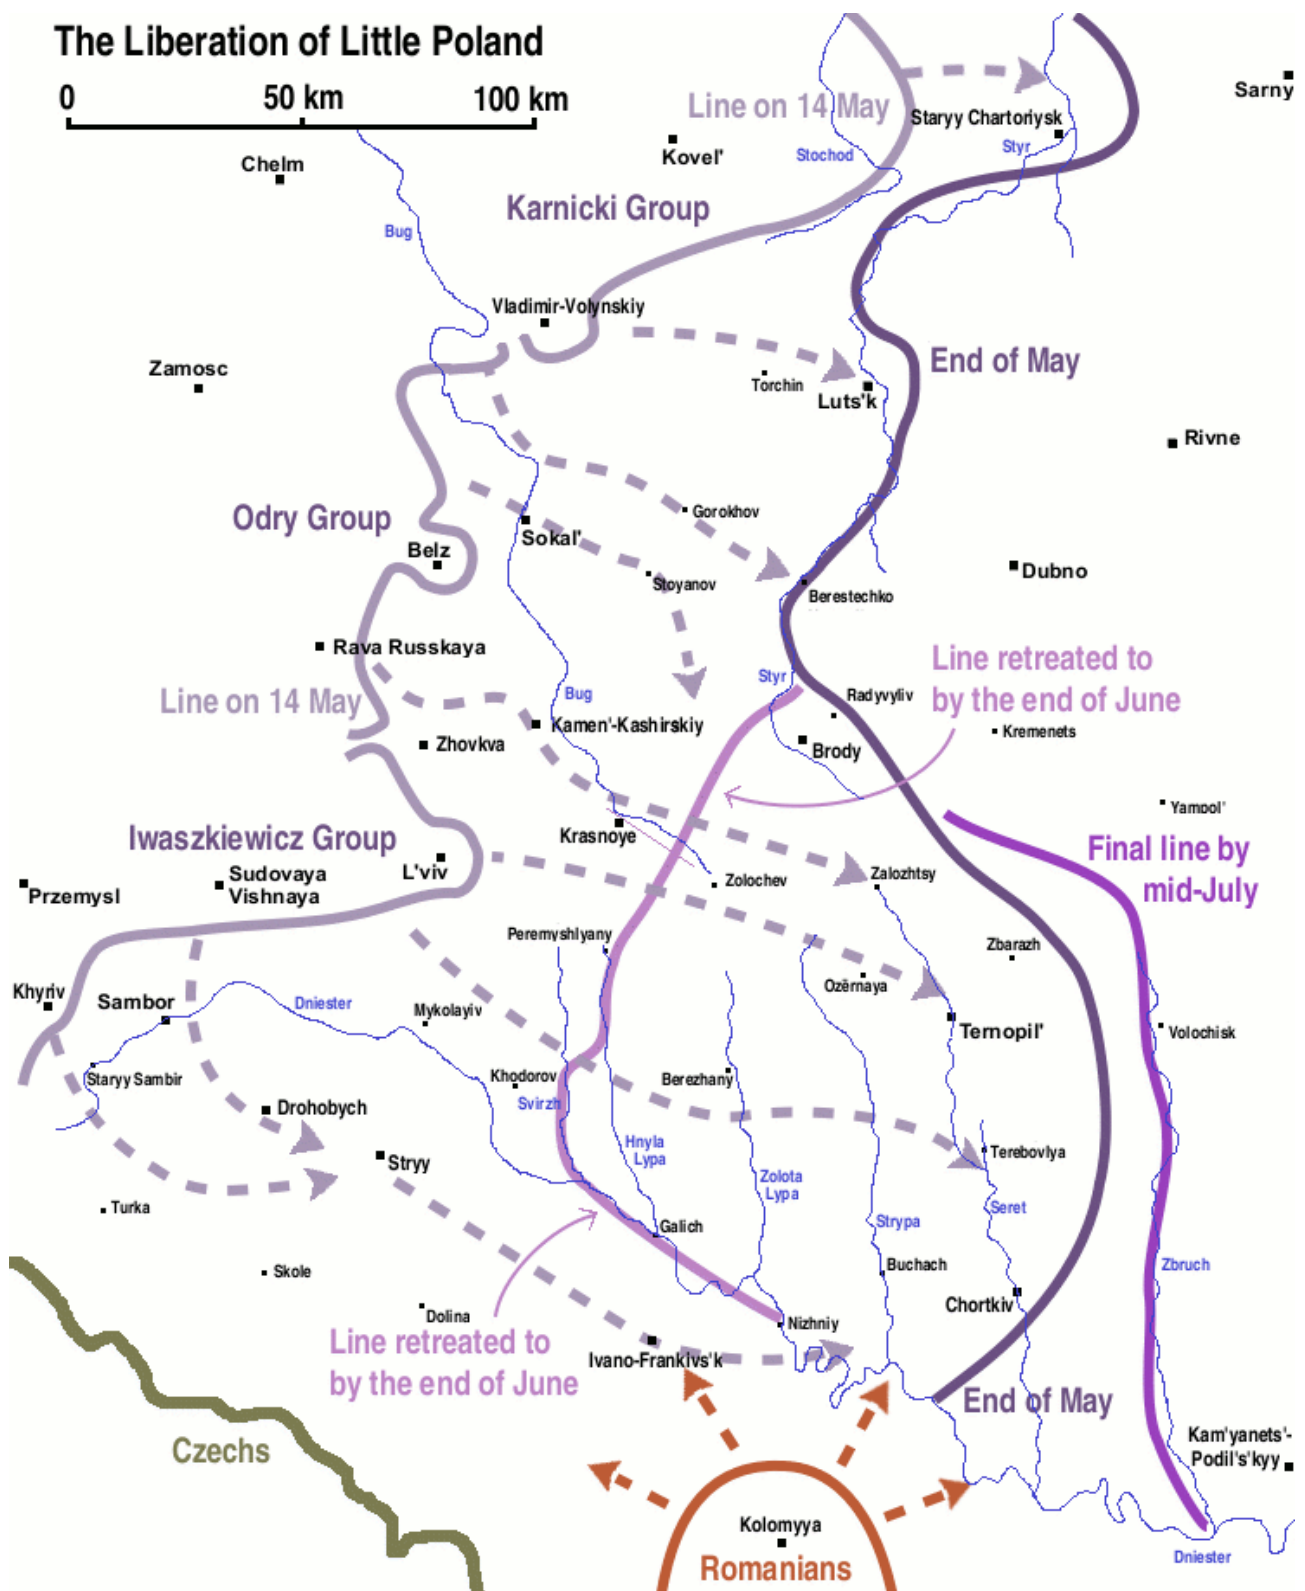 The Liberation of Little Poland
0 50 km 100 km
Sarny
Line on 14 May
Staryy Chartoriysk
Kovel'
Stochod
Styr
Chelm
Karnicki Group
Bug
Vladimir-Volynskiy
End of May
Zamosc
Torchin
Luts'k
Rivne
Odry Group
Gorokhov
Sokal'
Belz
Stoyanov
Dubno
Berestechko
Rava Russkaya
Line retreated to
by the end of June
Styr
Line on 14 May
Bug
Radyvyliv
Kamen'-Kashirskiy
Kremenets
Zhovkva
Brody
Yampol'
Krasnoye
Iwaszkiewicz Group
Final line by
mid-July
L'viv
Sudovaya
Vishnaya
Przemysl
Zolochev
Zalozhtsy
Peremyshlyany
Zbarazh
Khyriv
Sambor
Dniester
Mykolayiv
Ozërnaya
Ternopil'
Volochisk
Staryy Sambir
Khodorov
Berezhany
Svirzh
Drohobych
Hnyla
Lypa
Terebovlya
Stryy
Zolota
Lypa
Turka
Seret
Strypa
Galich
Skole
Buchach
Zbruch
Chortkiv
Dolina
Nizhniy
Line retreated to
by the end of June
Ivano-Frankivs'k
End of May
Czechs
Kam'yanets'-
Podil's'kyy
Kolomyya
Romanians
Dniester